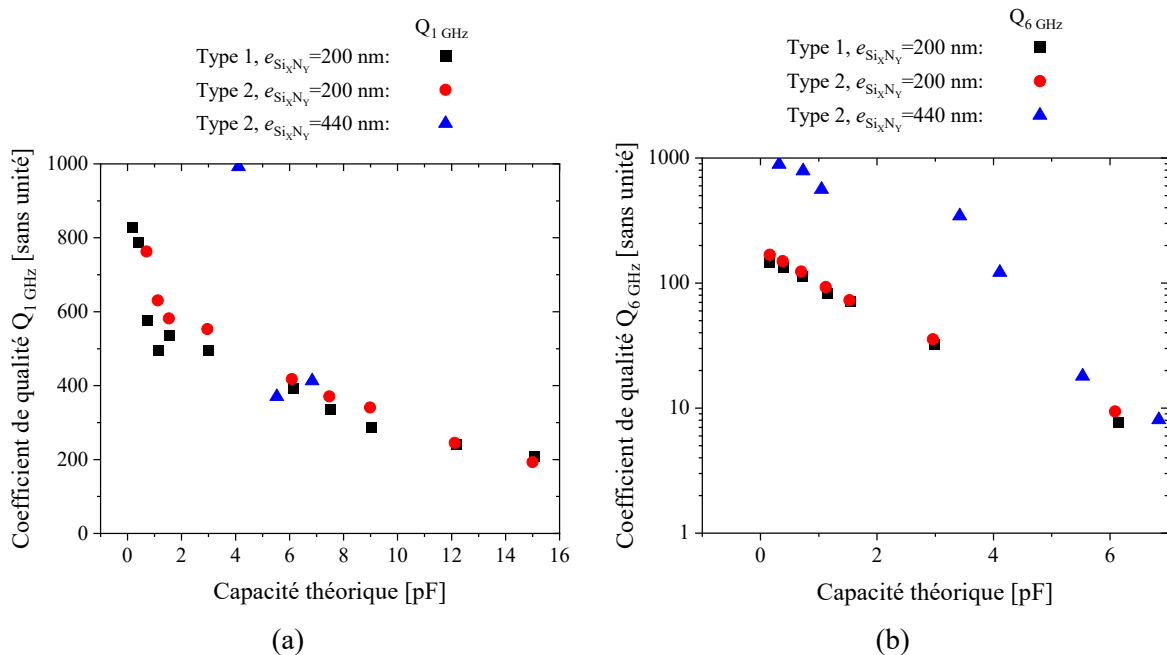 Q1 GHz
Type 1, eSiXNY=200 nm:
Type 2, eSiXNY=200 nm:
Type 2, eSiXNY=440 nm:
1000
800
600
400
200
0
Coefficient de qualité Q1 GHz [sans unité]
0 2 4 6 8 10 12 14 16
Capacité théorique [pF]
(a)
Q6 GHz
Type 1, eSiXNY=200 nm:
Type 2, eSiXNY=200 nm:
Type 2, eSiXNY=440 nm:
1000
100
10
1
Coefficient de qualité Q6 GHz [sans unité]
0 2 4 6
Capacité théorique [pF]
(b)